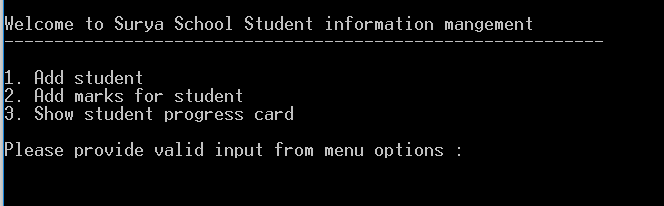 Welcome to Surya School Student information mangement
------------------------------------------------------------
1. Add student
2. Add marks for student
3. Show student progress card
Please provide valid input from menu options :